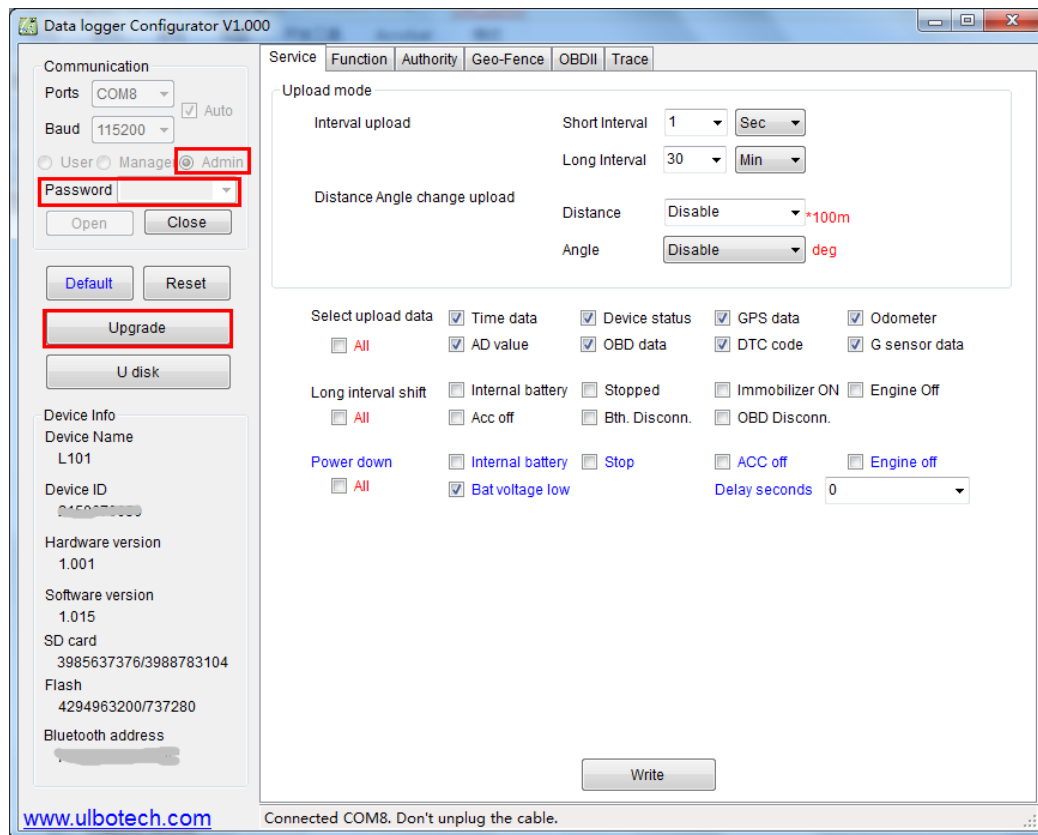 Data logger Configurator V1.000
Communication
Ports COM8
Auto
Baud 115200
User Manager Admin
Password
Open Close
Default Reset
Upgrade
U disk
Device Info
Device Name
L101
Device ID
Hardware version
1.001
Software version
1.015
SD card
3985637376/3988783104
Flash
4294963200/737280
Bluetooth address
www.ulbotech.com
Service Function Authority Geo-Fence OBDII Trace
Upload mode
Interval upload Short Interval 1 Sec
Long Interval 30 Min
Distance Angle change upload
Distance Disable *100m
Angle Disable deg
Select upload data Time data Device status GPS data Odometer
All AD value OBD data DTC code G sensor data
Long interval shift Internal battery Stopped Immobilizer ON Engine Off
All Acc off Bth. Disconn. OBD Disconn.
Power down Internal battery Stop ACC off Engine off
All Bat voltage low Delay seconds 0
Write
Connected COM8. Don't unplug the cable.